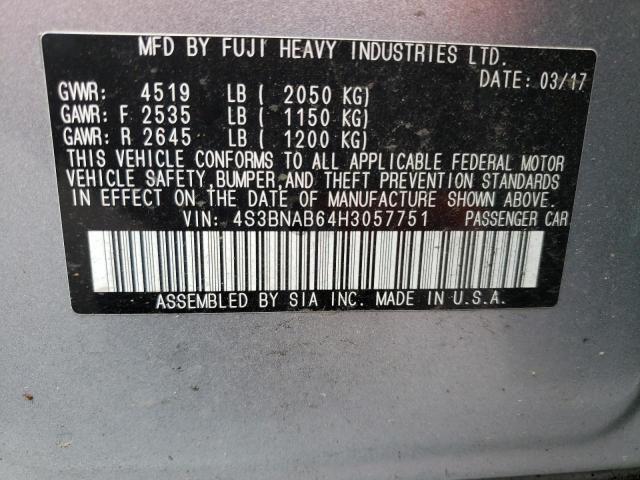 MFD BY FUJI HEAVY INDUSTRIES LTD.
DATE: 03/17
GVWR: 4519 LB ( 2050 KG)
GAWR: F 2535 LB ( 1150 KG)
GAWR: R 2645 LB ( 1200 KG)
THIS VEHICLE CONFORMS TO ALL APPLICABLE FEDERAL MOTOR
VEHICLE SAFETY,BUMPER,AND THEFT PREVENTION STANDARDS
IN EFFECT ON THE DATE OF MANUFACTURE SHOWN ABOVE.
VIN: 4S3BNAB64H3057751 PASSENGER CAR
ASSEMBLED BY SIA INC. MADE IN U.S.A.